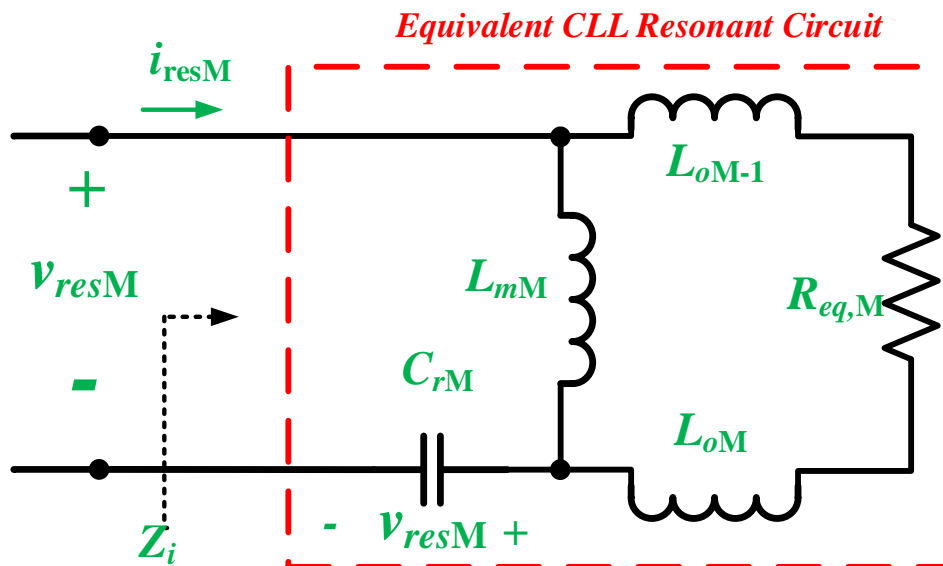 Equivalent CLL Resonant Circuit
iresM
+
vresM
-
LoM-1
LmM
Req,M
CrM
LoM
- vresM +
Zi